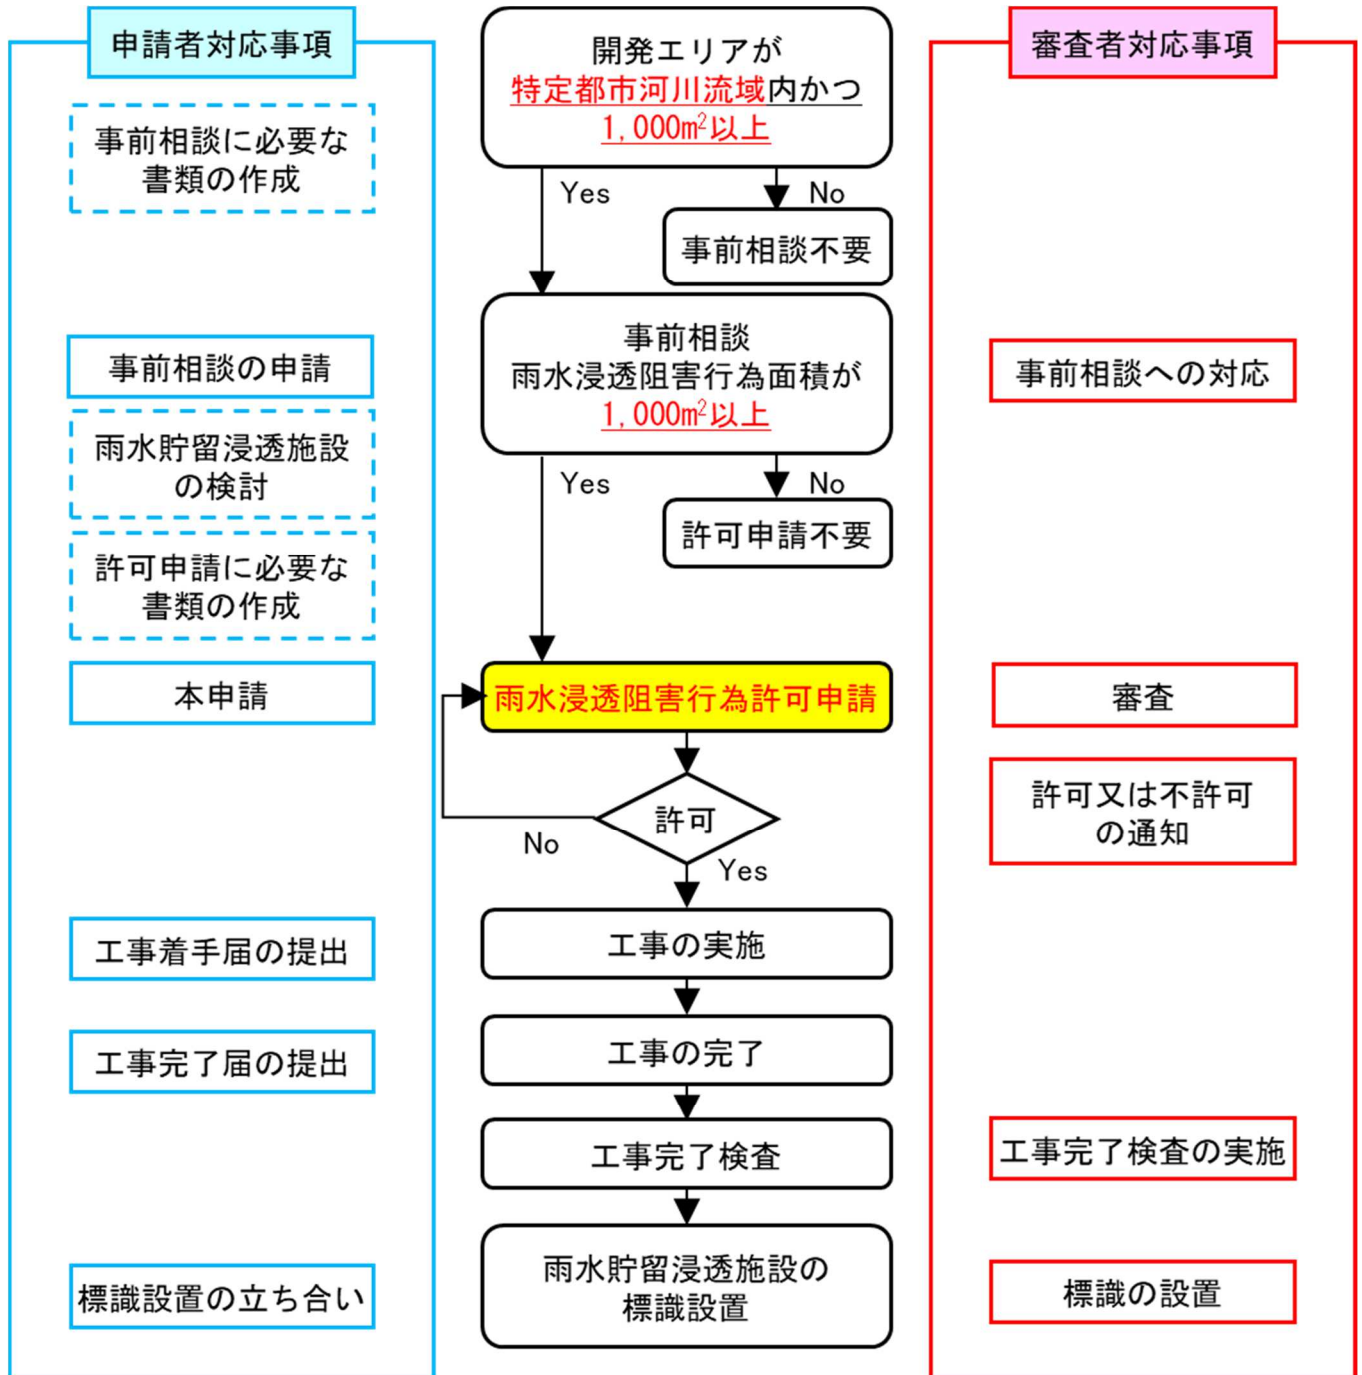 申請者対応事項
事前相談に必要な
書類の作成
事前相談の申請
雨水貯留浸透施設
の検討
許可申請に必要な
書類の作成
本申請
工事着手届の提出
工事完了届の提出
標識設置の立ち合い
開発エリアが
特定都市河川流域内かつ
1,000m²以上
Yes
No
事前相談不要
事前相談
雨水浸透阻害行為面積が
1,000m²以上
Yes
No
許可申請不要
雨水浸透阻害行為許可申請
許可
No
Yes
工事の実施
工事の完了
工事完了検査
雨水貯留浸透施設の
標識設置
審査者対応事項
事前相談への対応
審査
許可又は不許可
の通知
工事完了検査の実施
標識の設置